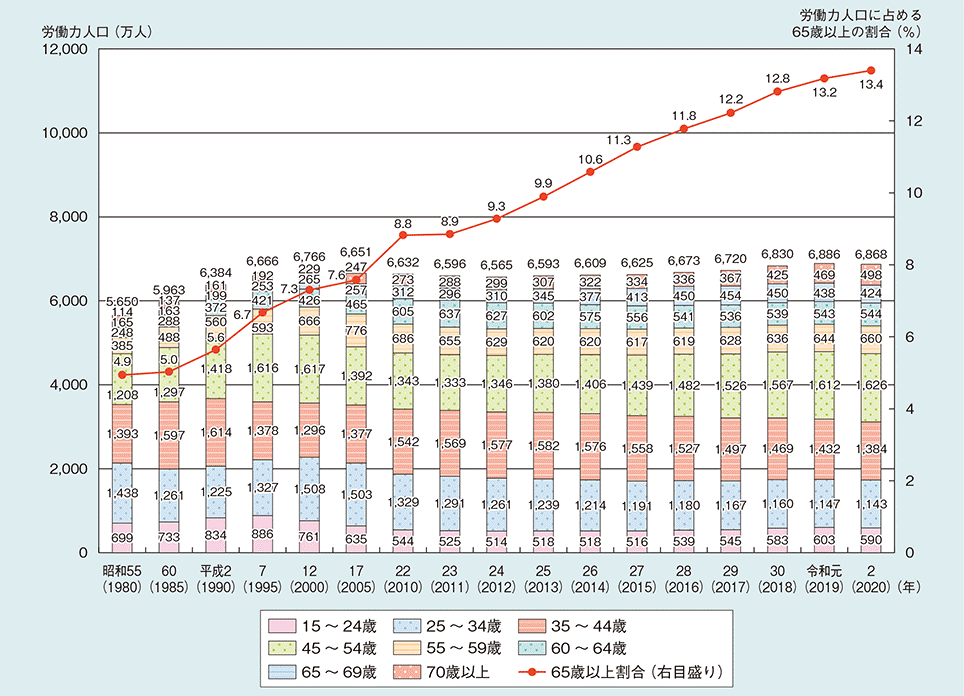 労働力人口（万人）
労働力人口に占める
65歳以上の割合（%）
12,000
10,000
8,000
6,000
4,000
2,000
0
14
12
10
8
6
4
2
0
4.9 5.0 5.6 6.7 7.3 7.6 8.8 8.9 9.3 9.9 10.6 11.3 11.8 12.2 12.8 13.2 13.4
5,650 5,963 6,384 6,666 6,766 6,651 6,632 6,596 6,565 6,593 6,609 6,625 6,673 6,720 6,830 6,886 6,868
114 137 161 192 229 247 273 288 299 307 322 334 336 367 425 469 498
165 163 199 253 265 257 312 296 310 345 377 413 450 454 450 438 424
248 288 372 421 426 465 605 637 627 602 575 556 541 536 539 543 544
385 488 560 593 666 776 686 655 629 620 620 617 619 628 636 644 660
1,208 1,297 1,418 1,616 1,617 1,392 1,343 1,333 1,346 1,380 1,406 1,439 1,482 1,526 1,567 1,612 1,626
1,393 1,597 1,614 1,378 1,296 1,377 1,542 1,569 1,577 1,582 1,576 1,558 1,527 1,497 1,469 1,432 1,384
1,438 1,261 1,225 1,327 1,508 1,503 1,329 1,291 1,261 1,239 1,214 1,191 1,180 1,167 1,160 1,147 1,143
699 733 834 886 761 635 544 525 514 518 518 516 539 545 583 603 590
昭和55 60 平成2 7 12 17 22 23 24 25 26 27 28 29 30 令和元 2
（1980）（1985）（1990）（1995）（2000）（2005）（2010）（2011）（2012）（2013）（2014）（2015）（2016）（2017）（2018）（2019）（2020）（年）
15～24歳 25～34歳 35～44歳
45～54歳 55～59歳 60～64歳
65～69歳 70歳以上 65歳以上割合（右目盛り）